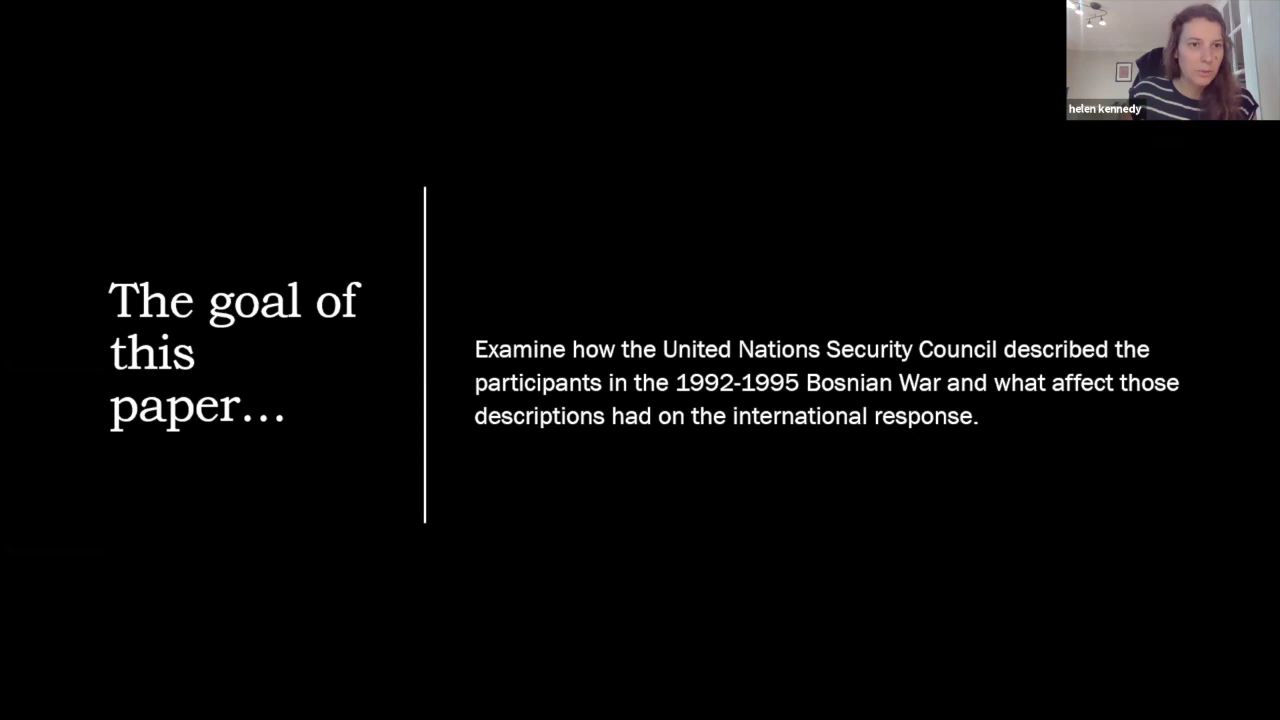 The goal of
this
paper…
Examine how the United Nations Security Council described the
participants in the 1992-1995 Bosnian War and what affect those
descriptions had on the international response.
helen kennedy